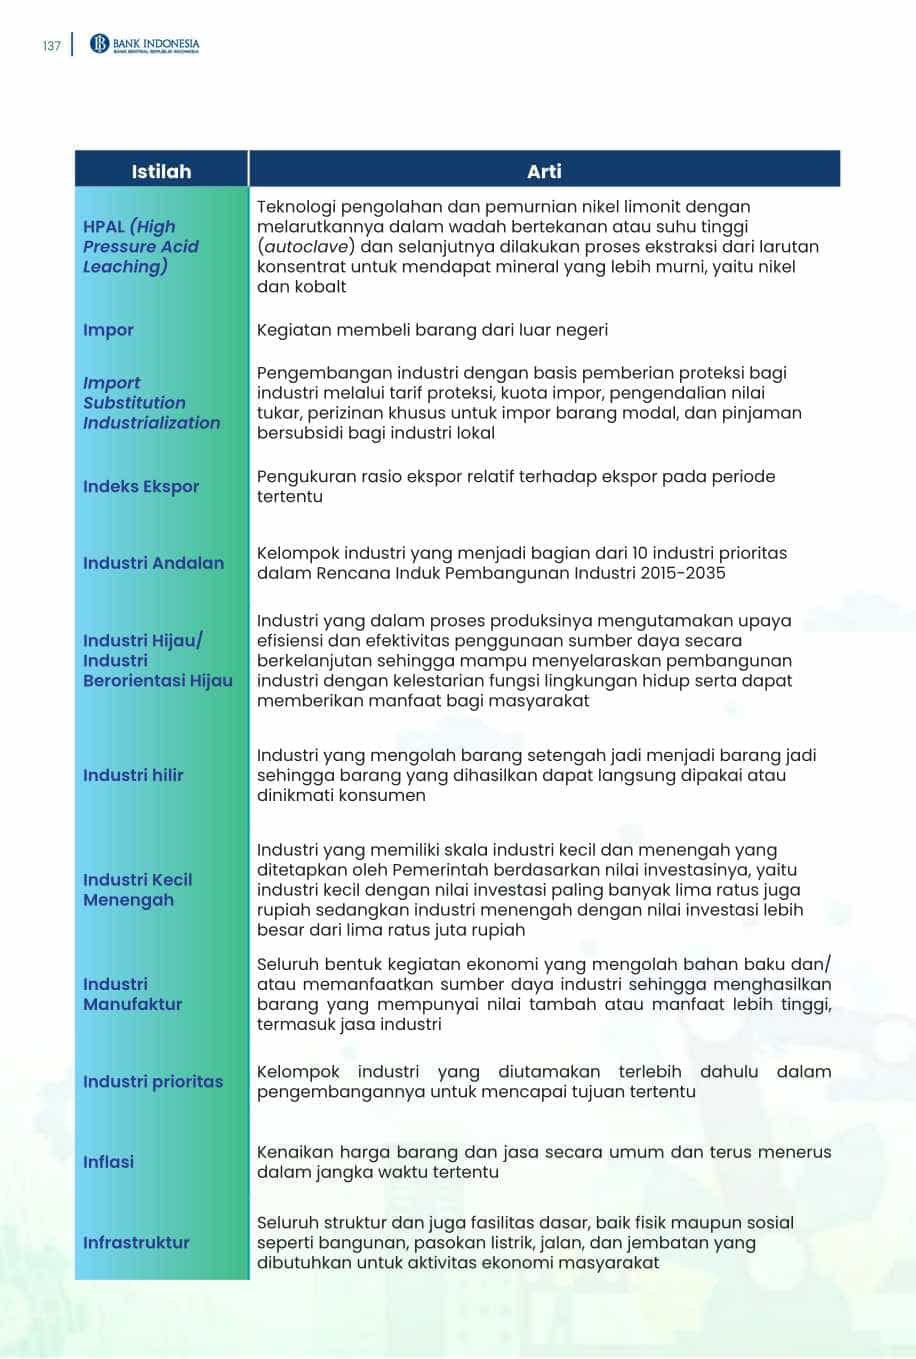 137
BANK INDONESIA
BANK SENTRAL REPUBLIK INDONESIA
Istilah
Arti
HPAL (High
Pressure Acid
Leaching)
Teknologi pengolahan dan pemurnian nikel limonit dengan
melarutkannya dalam wadah bertekanan atau suhu tinggi
(autoclave) dan selanjutnya dilakukan proses ekstraksi dari larutan
konsentrat untuk mendapat mineral yang lebih murni, yaitu nikel
dan kobalt
Impor
Kegiatan membeli barang dari luar negeri
Import
Substitution
Industrialization
Pengembangan industri dengan basis pemberian proteksi bagi
industri melalui tarif proteksi, kuota impor, pengendalian nilai
tukar, perizinan khusus untuk impor barang modal, dan pinjaman
bersubsidi bagi industri lokal
Indeks Ekspor
Pengukuran rasio ekspor relatif terhadap ekspor pada periode
tertentu
Industri Andalan
Kelompok industri yang menjadi bagian dari 10 industri prioritas
dalam Rencana Induk Pembangunan Industri 2015-2035
Industri Hijau/
Industri
Berorientasi Hijau
Industri yang dalam proses produksinya mengutamakan upaya
efisiensi dan efektivitas penggunaan sumber daya secara
berkelanjutan sehingga mampu menyelaraskan pembangunan
industri dengan kelestarian fungsi lingkungan hidup serta dapat
memberikan manfaat bagi masyarakat
Industri hilir
Industri yang mengolah barang setengah jadi menjadi barang jadi
sehingga barang yang dihasilkan dapat langsung dipakai atau
dinikmati konsumen
Industri Kecil
Menengah
Industri yang memiliki skala industri kecil dan menengah yang
ditetapkan oleh Pemerintah berdasarkan nilai investasinya, yaitu
industri kecil dengan nilai investasi paling banyak lima ratus juga
rupiah sedangkan industri menengah dengan nilai investasi lebih
besar dari lima ratus juta rupiah
Industri
Manufaktur
Seluruh bentuk kegiatan ekonomi yang mengolah bahan baku dan/
atau memanfaatkan sumber daya industri sehingga menghasilkan
barang yang mempunyai nilai tambah atau manfaat lebih tinggi,
termasuk jasa industri
Industri prioritas
Kelompok industri yang diutamakan terlebih dahulu dalam
pengembangannya untuk mencapai tujuan tertentu
Inflasi
Kenaikan harga barang dan jasa secara umum dan terus menerus
dalam jangka waktu tertentu
Infrastruktur
Seluruh struktur dan juga fasilitas dasar, baik fisik maupun sosial
seperti bangunan, pasokan listrik, jalan, dan jembatan yang
dibutuhkan untuk aktivitas ekonomi masyarakat